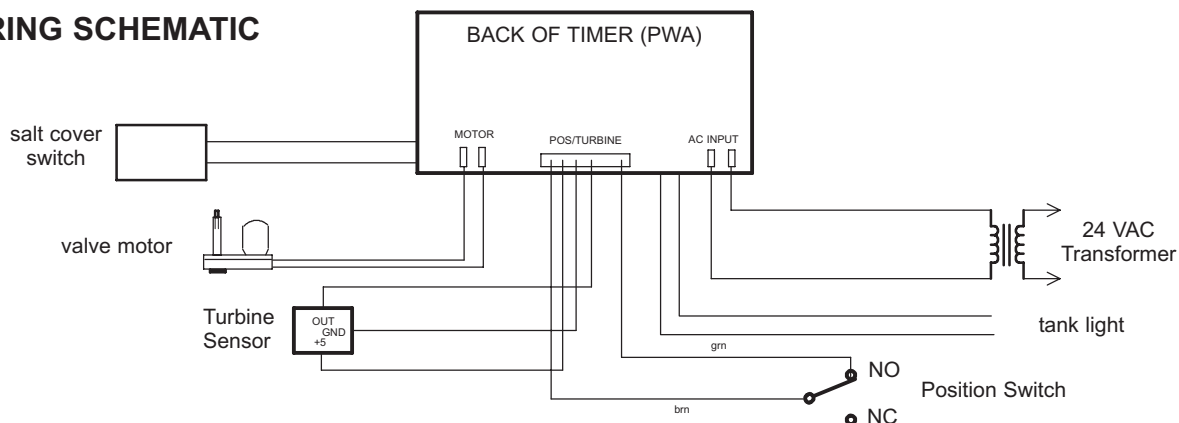 RING SCHEMATIC
BACK OF TIMER (PWA)
salt cover
switch
MOTOR
POS/TURBINE
AC INPUT
valve motor
24 VAC
Transformer
Turbine
Sensor
OUT
GND
+5
tank light
grn
NO
Position Switch
brn
NC